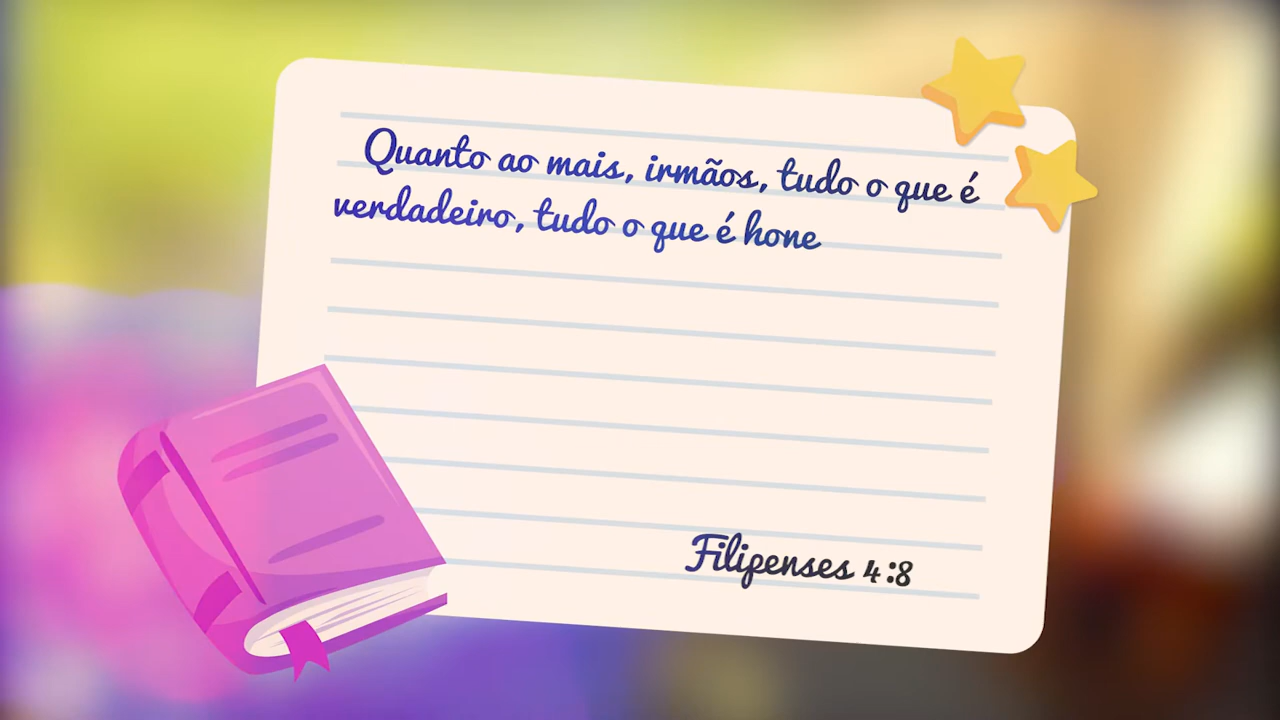 Quanto ao mais, irmãos, tudo o que é
verdadeiro, tudo o que é hone
Filipenses 4:8